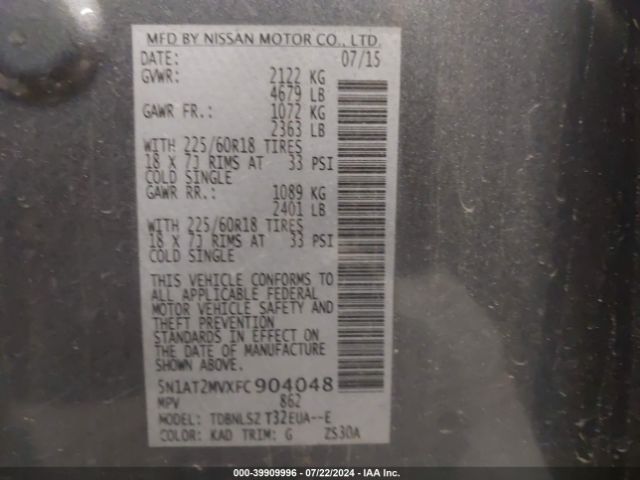 MFD BY NISSAN MOTOR CO., LTD.
DATE: 07/15
GVWR: 2122 KG
4679 LB
GAWR FR.: 1072 KG
2363 LB
WITH 225/60R18 TIRES
18 X 7J RIMS AT 33 PSI
COLD SINGLE
GAWR RR.: 1089 KG
2401 LB
WITH 225/60R18 TIRES
18 X 7J RIMS AT 33 PSI
COLD SINGLE
THIS VEHICLE CONFORMS TO
ALL APPLICABLE FEDERAL
MOTOR VEHICLE SAFETY AND
THEFT PREVENTION
STANDARDS IN EFFECT ON
THE DATE OF MANUFACTURE
SHOWN ABOVE.
5N1AT2MVXFC904048
MPV 862
MODEL: TDBNLSZ T32EUA--E
COLOR: KAD TRIM: G ZS30A
000-39909996 - 07/22/2024 - IAA Inc.